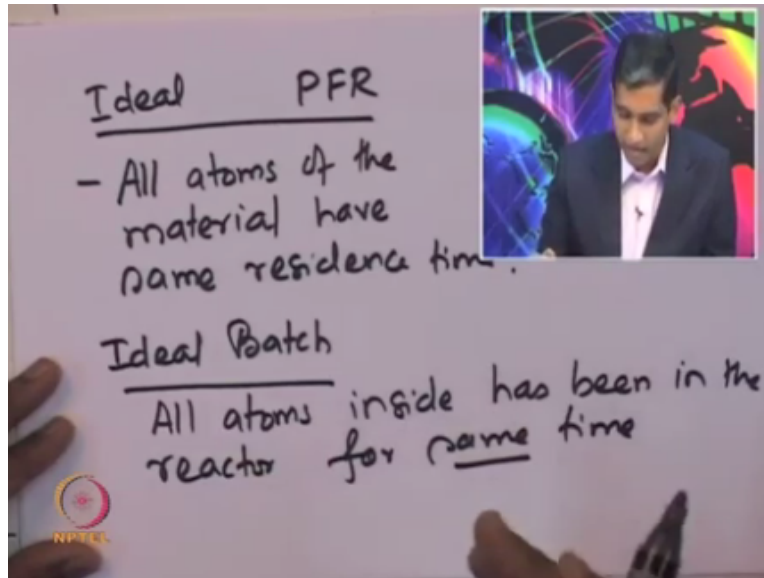 Ideal PFR
- All atoms of the
material have
same residence time.
Ideal Batch
All atoms inside has been in the
reactor for same time
NPTEL